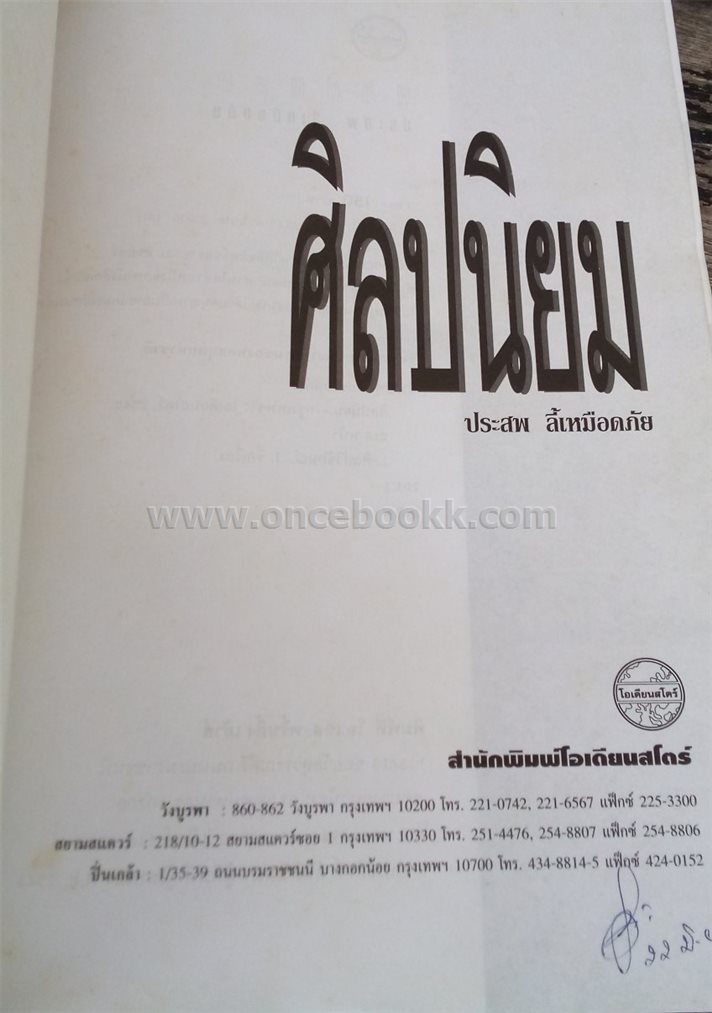 ศิลปนิยม
ประสพ ลี้เหมือดภัย
www.oncebookk.com
โอเดียนสโตร์
สำนักพิมพ์โอเดียนสโตร์
วังบูรพา : 860-862 วังบูรพา กรุงเทพฯ 10200 โทร. 221-0742, 221-6567 แฟ็กซ์ 225-3300
สยามสแควร์ : 218/10-12 สยามสแควร์ซอย 1 กรุงเทพฯ 10330 โทร. 251-4476, 254-8807 แฟ็กซ์ 254-8806
ปิ่นเกล้า : 1/35-39 ถนนบรมราชชนนี บางกอกน้อย กรุงเทพฯ 10700 โทร. 434-8814-5 แฟ็กซ์ 424-0152